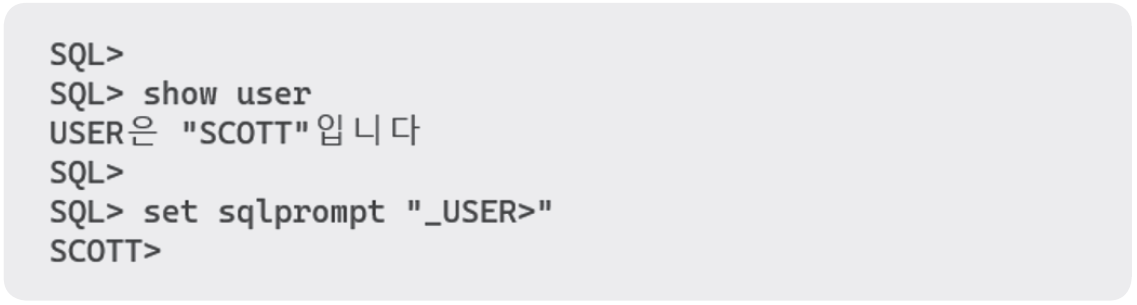 SQL>
SQL> show user
USER은 "SCOTT"입니다
SQL>
SQL> set sqlprompt "_USER>"
SCOTT>